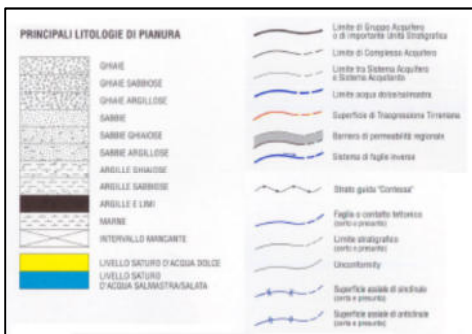 PRINCIPALI LITOLOGIE DI PIANURA
GHIAIE
GHIAIE SABBIOSE
GHIAIE ARGILLOSE
SABBIE
SABBIE GHIAIOSE
SABBIE ARGILLOSE
ARGILLE GHIAIOSE
ARGILLE SABBIOSE
ARGILLE E LIMI
MARNE
INTERVALLO MANCANTE
LIVELLO SATURO D'ACQUA DOLCE
LIVELLO SATURO
D'ACQUA SALMASTRA/SALATA
Limite di Gruppo Acquifero
o di importante Unità Stratigrafica
Limite di Complesso Acquifero
Limite tra Sistema Acquifero
e Sistema Acquitardo
Limite acqua dolce/salmastra
Superficie di Trasgressione Tirreniana
Barriera di permeabilità regionale
Sistema di faglie inverse
Strato guida "Contessa"
Faglia o contatto tettonico
(certo e presunto)
Limite stratigrafico
(certo e presunto)
Unconformity
Superficie assiale di sinclinale
(certa e presunta)
Superficie assiale di anticlinale
(certa e presunta)